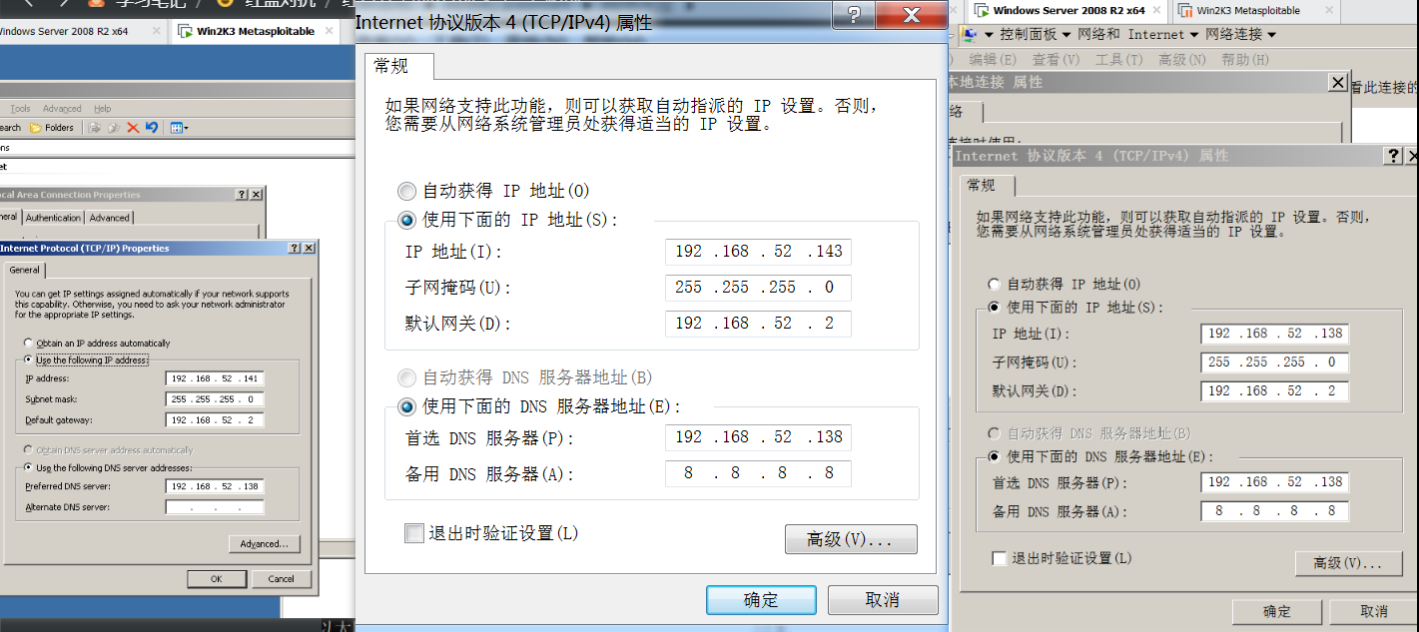 学习笔记 / 红蓝对抗 /
indows Server 2008 R2 x64 × Win2K3 Metasploitable ×
Tools Advanced Help
earch Folders
ns
et
cal Area Connection Properties
neral Authentication Advanced
Internet Protocol (TCP/IP) Properties
General
You can get IP settings assigned automatically if your network supports
this capability. Otherwise, you need to ask your network administrator
for the appropriate IP settings.
Obtain an IP address automatically
Use the following IP address:
IP address: 192 . 168 . 52 . 141
Subnet mask: 255 . 255 . 255 . 0
Default gateway: 192 . 168 . 52 . 2
Obtain DNS server address automatically
Use the following DNS server addresses:
Preferred DNS server: 192 . 168 . 52 . 138
Alternate DNS server: . . .
Advanced...
OK Cancel
Internet 协议版本 4 (TCP/IPv4) 属性
常规
如果网络支持此功能，则可以获取自动指派的 IP 设置。否则，
您需要从网络系统管理员处获得适当的 IP 设置。
自动获得 IP 地址(O)
使用下面的 IP 地址(S):
IP 地址(I): 192 .168 .52 .143
子网掩码(U): 255 .255 .255 . 0
默认网关(D): 192 .168 .52 . 2
自动获得 DNS 服务器地址(B)
使用下面的 DNS 服务器地址(E):
首选 DNS 服务器(P): 192 .168 .52 .138
备用 DNS 服务器(A): 8 . 8 . 8 . 8
退出时验证设置(L)
高级(V)...
确定 取消
Windows Server 2008 R2 x64 × Win2K3 Metasploitable ×
控制面板 网络和 Internet 网络连接
编辑(E) 查看(V) 工具(T) 高级(N) 帮助(H)
本地连接 属性
看此连接的
络
连接时使用:
Internet 协议版本 4 (TCP/IPv4) 属性
常规
如果网络支持此功能，则可以获取自动指派的 IP 设置。否则，
您需要从网络系统管理员处获得适当的 IP 设置。
自动获得 IP 地址(O)
使用下面的 IP 地址(S):
IP 地址(I): 192 .168 .52 .138
子网掩码(U): 255 .255 .255 . 0
默认网关(D): 192 .168 .52 . 2
自动获得 DNS 服务器地址(B)
使用下面的 DNS 服务器地址(E):
首选 DNS 服务器(P): 192 .168 .52 .138
备用 DNS 服务器(A): 8 . 8 . 8 . 8
退出时验证设置(L)
高级(V)...
确定 取消